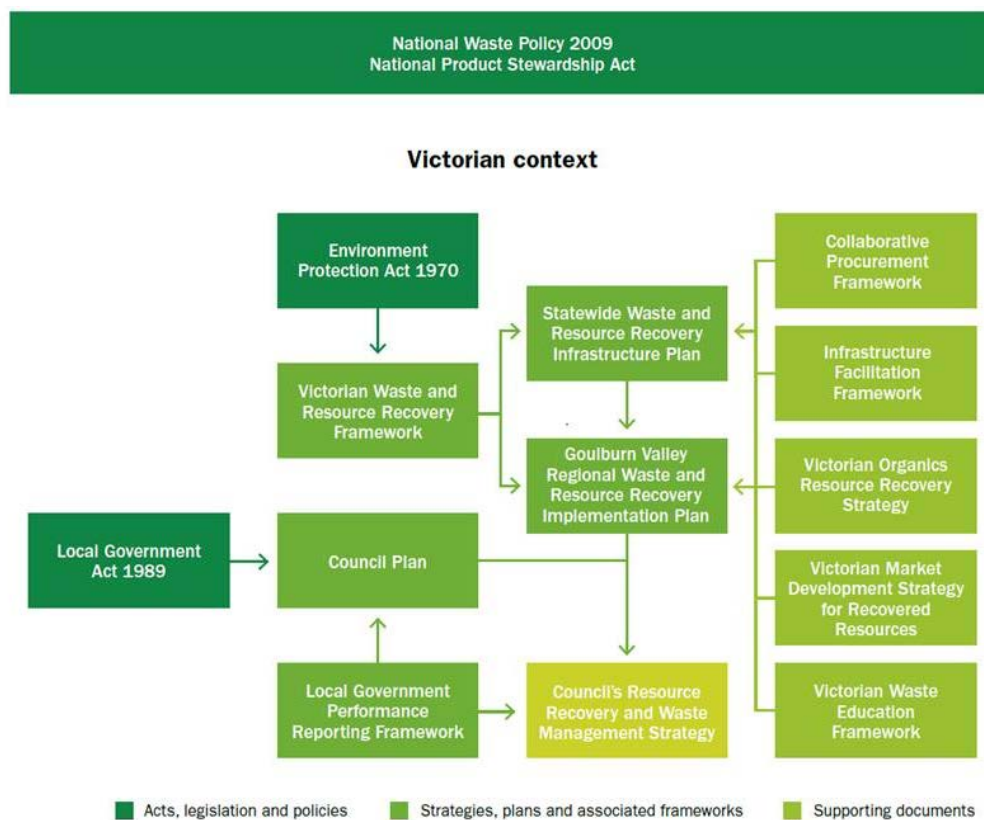 National Waste Policy 2009
National Product Stewardship Act
Victorian context
Environment
Protection Act 1970
Collaborative
Procurement
Framework
Statewide Waste and
Resource Recovery
Infrastructure Plan
Infrastructure
Facilitation
Framework
Victorian Waste and
Resource Recovery
Framework
Goulburn Valley
Regional Waste and
Resource Recovery
Implementation Plan
Victorian Organics
Resource Recovery
Strategy
Local Government
Act 1989
Council Plan
Victorian Market
Development Strategy
for Recovered
Resources
Local Government
Performance
Reporting Framework
Council's Resource
Recovery and Waste
Management Strategy
Victorian Waste
Education
Framework
Acts, legislation and policies
Strategies, plans and associated frameworks
Supporting documents